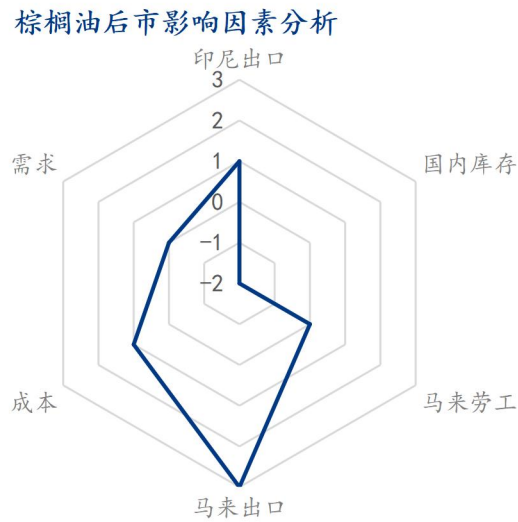 棕榈油后市影响因素分析
印尼出口
3
2
需求
国内库存
1
0
-1
-2
成本
马来劳工
马来出口